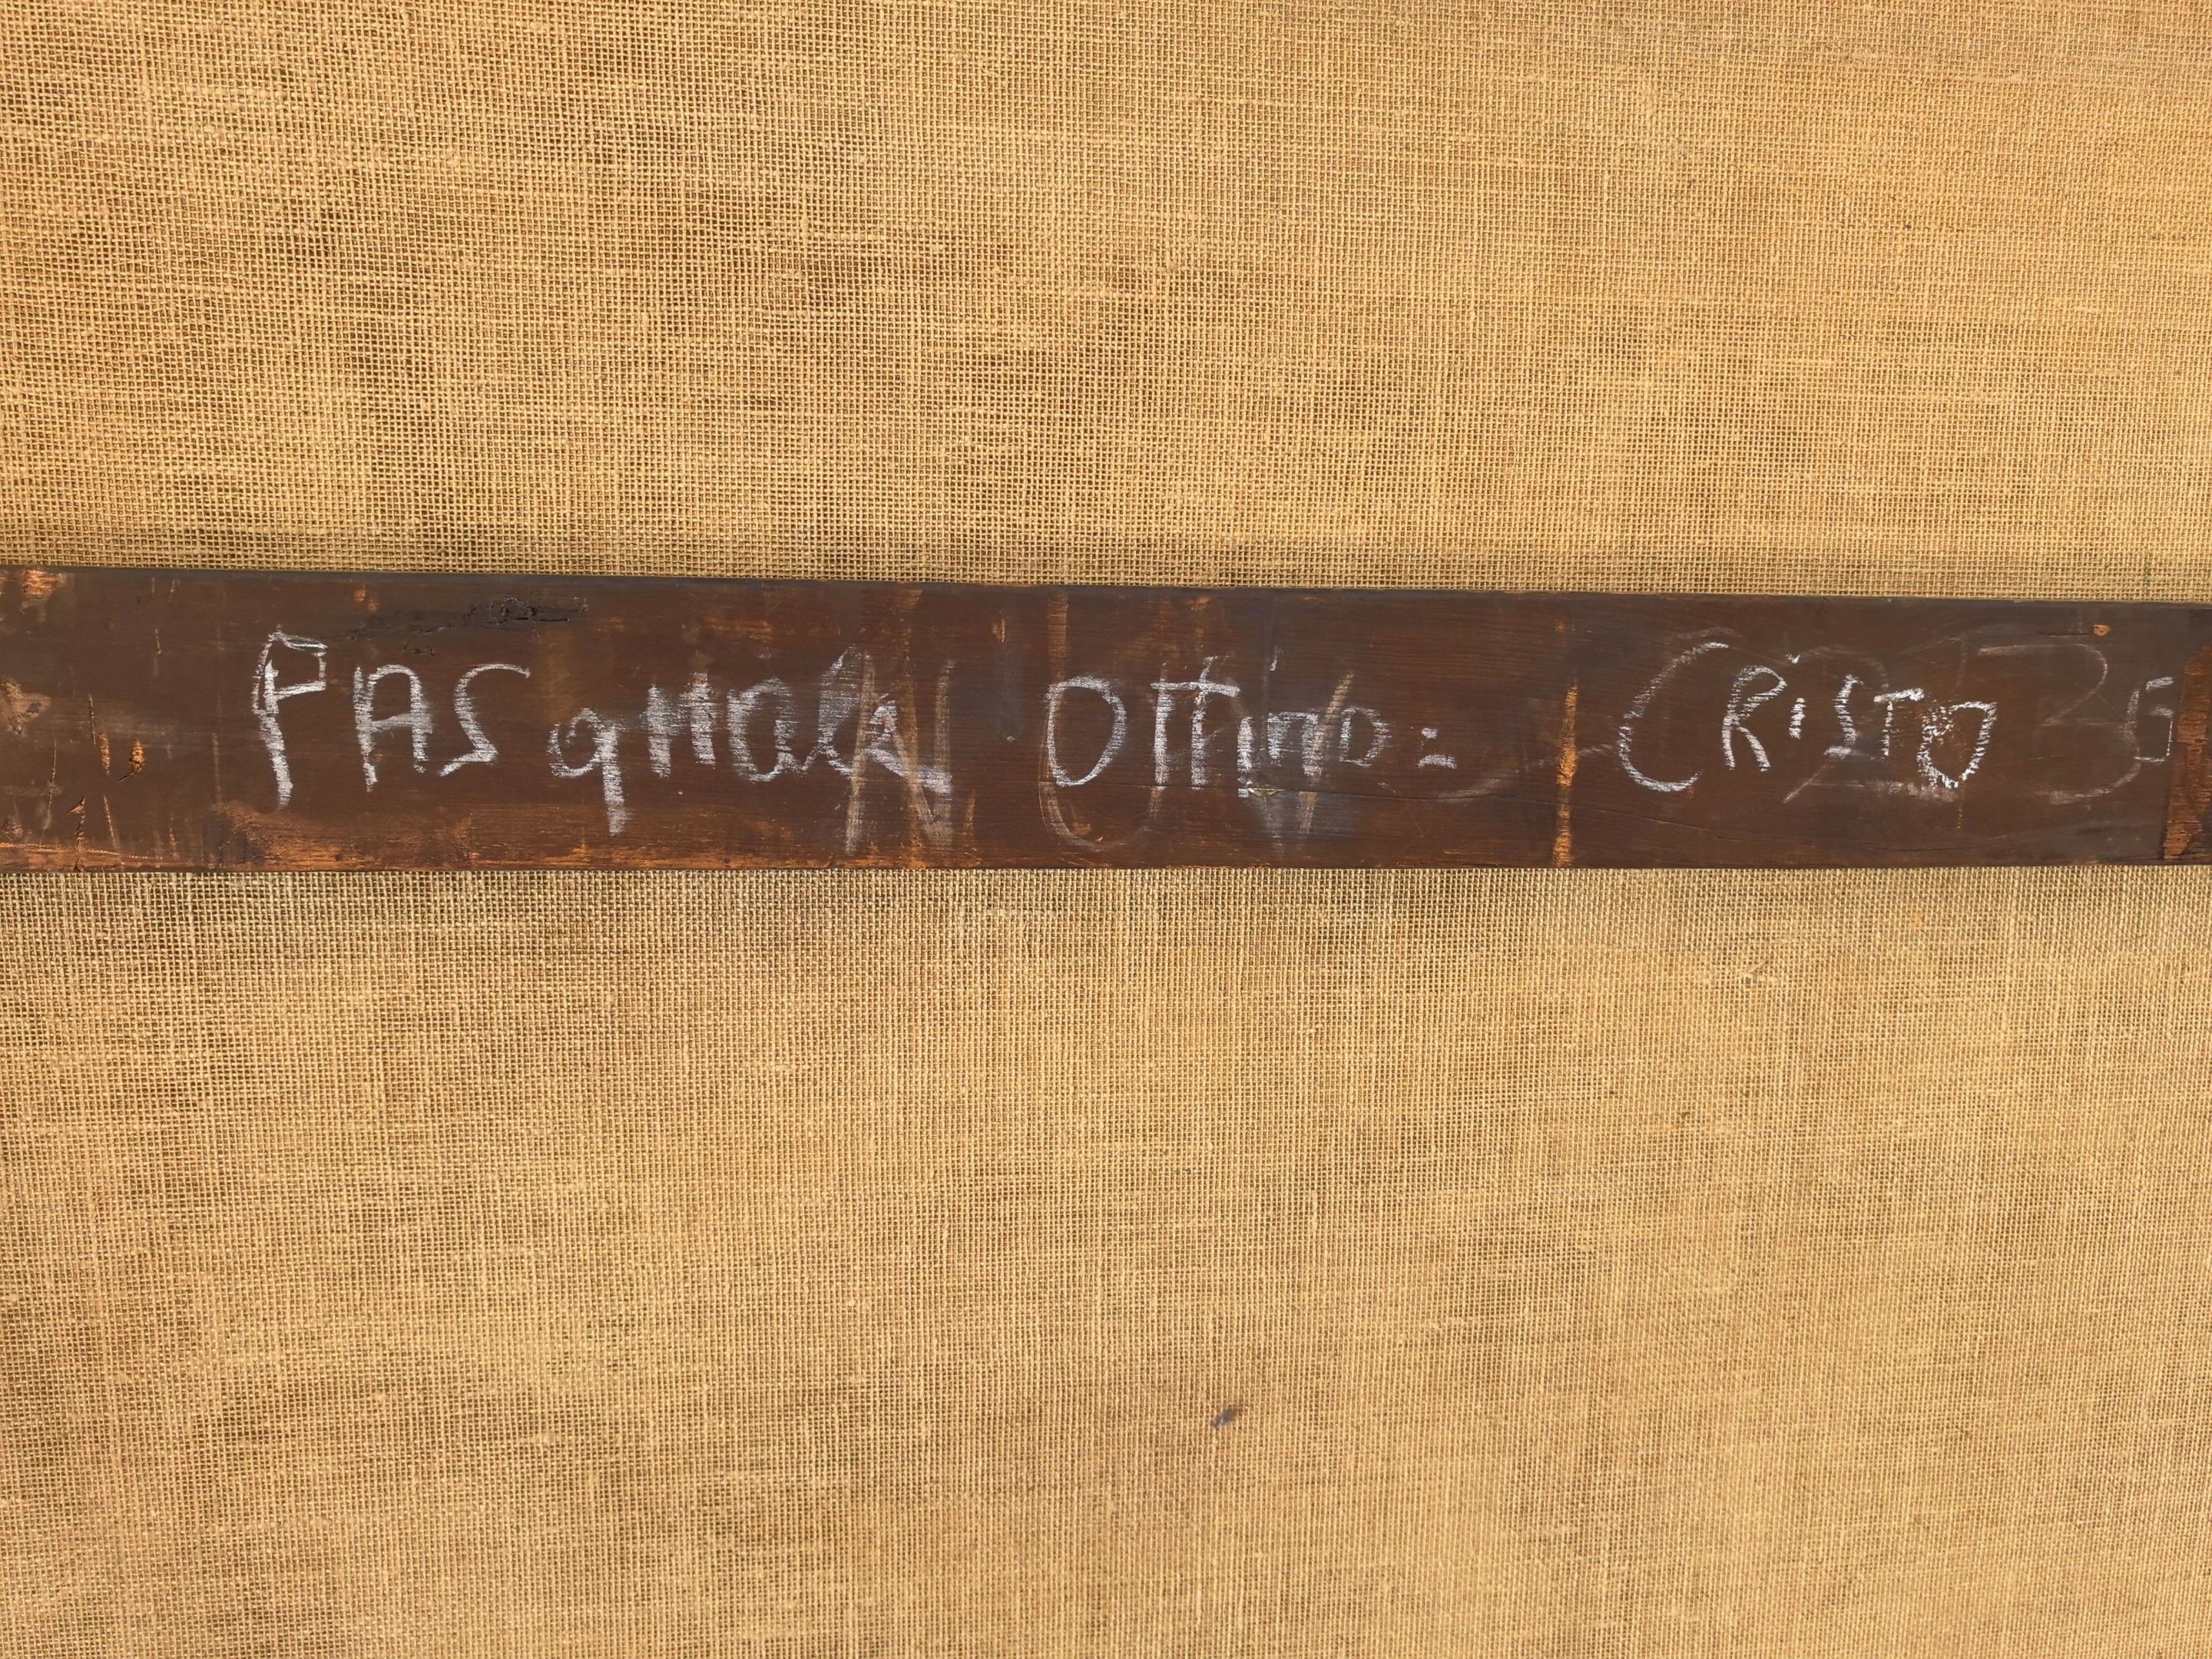 PASquale Ottino = CRISTO